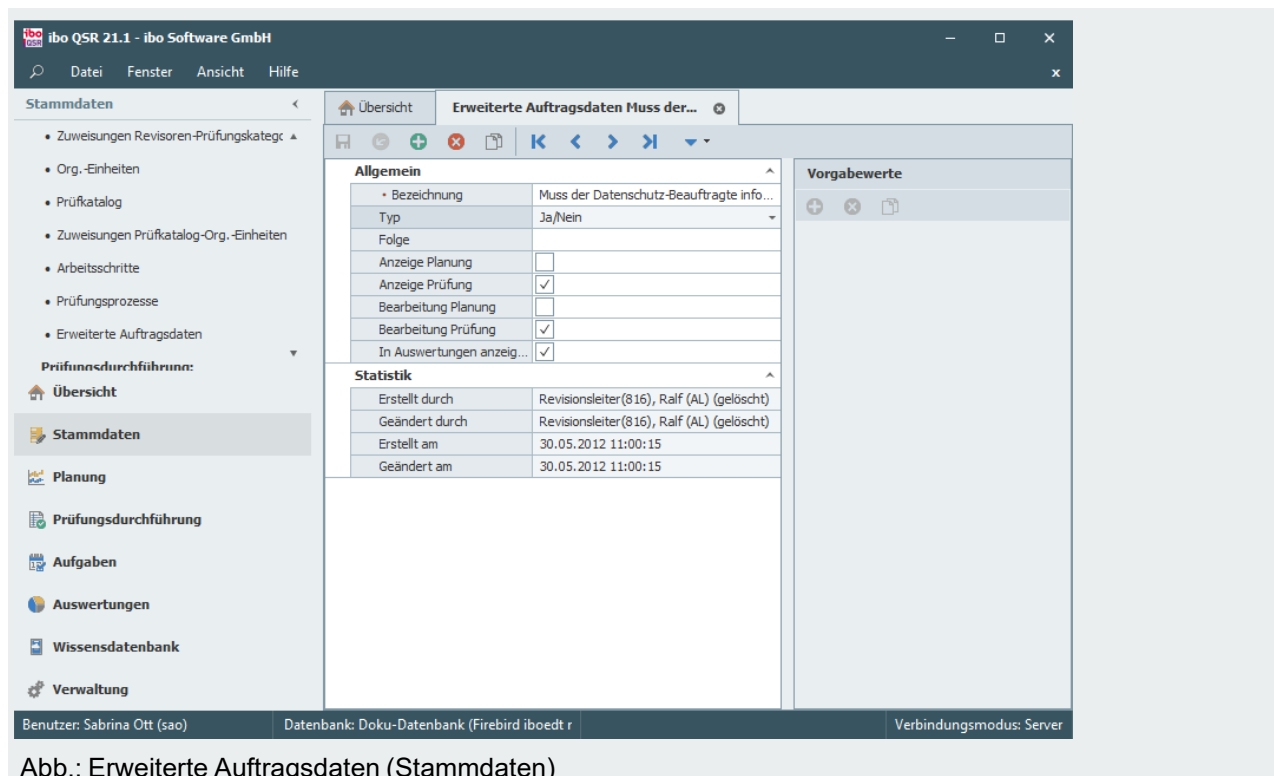 ibo QSR 21.1 - ibo Software GmbH
Datei Fenster Ansicht Hilfe
Stammdaten
Zuweisungen Revisoren-Prüfungskategc
Org.-Einheiten
Prüfkatalog
Zuweisungen Prüfkatalog-Org.-Einheiten
Arbeitsschritte
Prüfungsprozesse
Erweiterte Auftragsdaten
Prüfungsdurchführung:
Übersicht
Stammdaten
Planung
Prüfungsdurchführung
Aufgaben
Auswertungen
Wissensdatenbank
Verwaltung
Übersicht Erweiterte Auftragsdaten Muss der...
Allgemein
Bezeichnung Muss der Datenschutz-Beauftragte info...
Typ Ja/Nein
Folge
Anzeige Planung
Anzeige Prüfung
Bearbeitung Planung
Bearbeitung Prüfung
In Auswertungen anzeig...
Statistik
Erstellt durch Revisionsleiter(816), Ralf (AL) (gelöscht)
Geändert durch Revisionsleiter(816), Ralf (AL) (gelöscht)
Erstellt am 30.05.2012 11:00:15
Geändert am 30.05.2012 11:00:15
Vorgabewerte
Benutzer: Sabrina Ott (sao) Datenbank: Doku-Datenbank (Firebird iboedt r Verbindungsmodus: Server
Abb.: Erweiterte Auftragsdaten (Stammdaten)